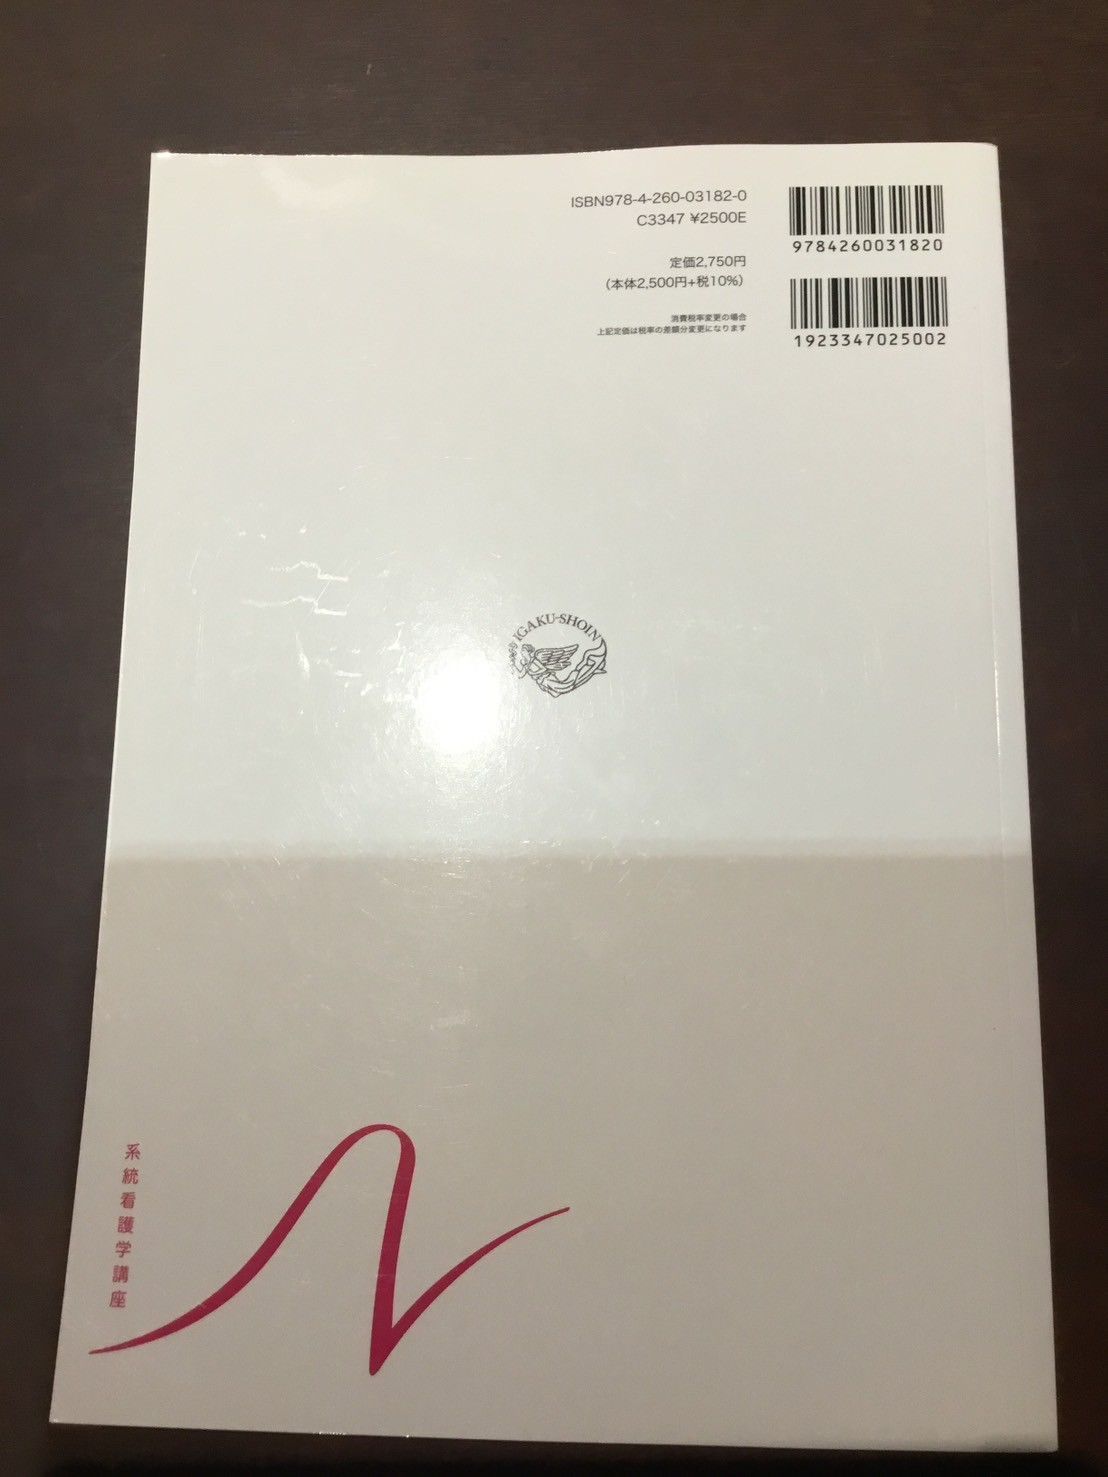 ISBN978-4-260-03182-0
C3347 ¥2500E
定価2,750円
(本体2,500円+税10%)
消費税率変更の場合
上記定価は税率の差額分変更になります
9784260031820
1923347025002
IGAKU-SHOIN
系統看護学講座